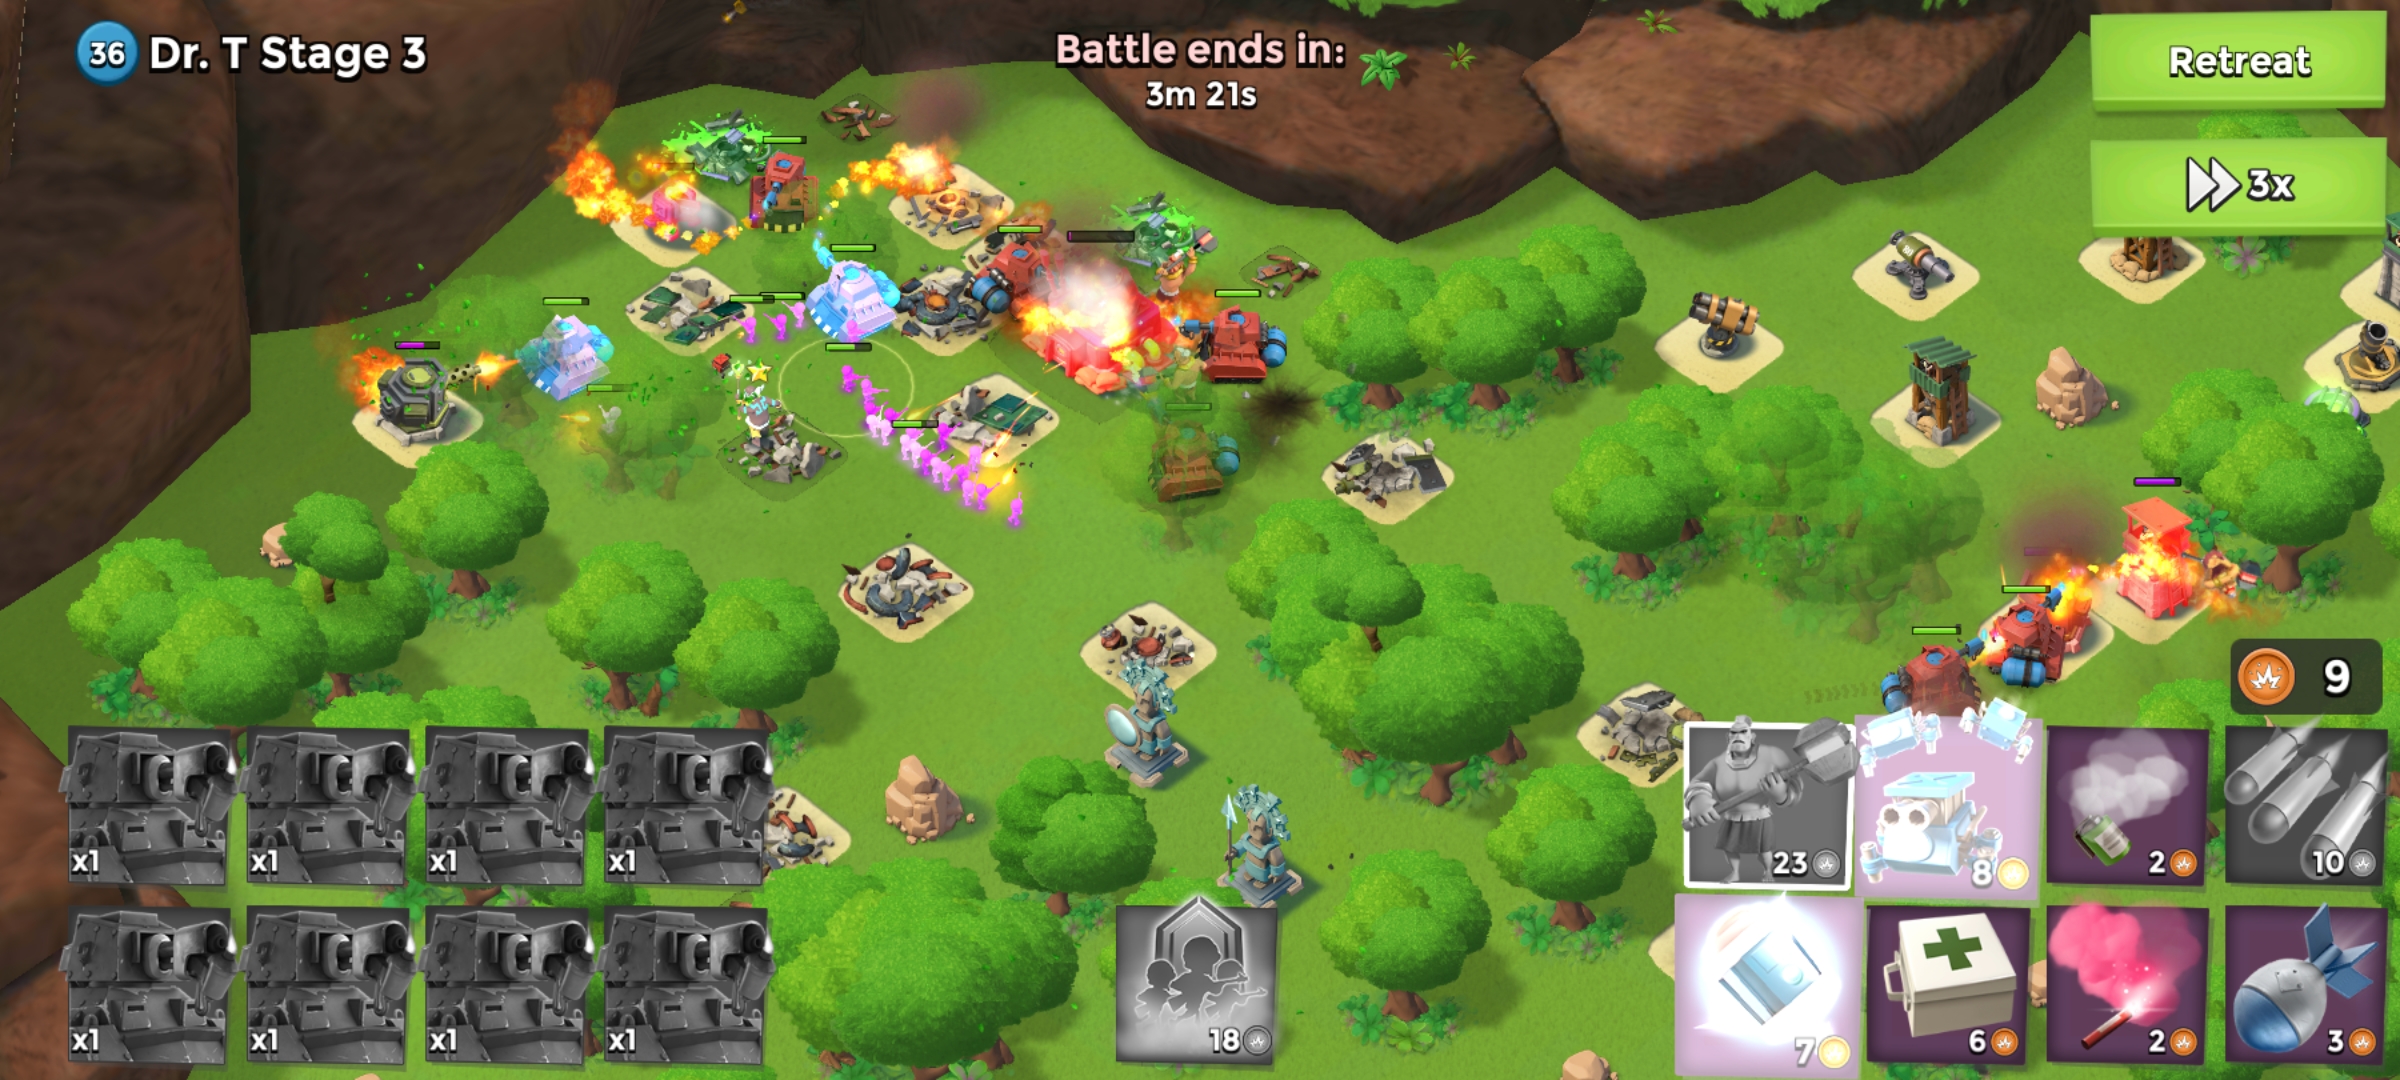 36 Dr. T Stage 3
Battle ends in:
3m 21s
Retreat
3x
9
x1 x1 x1 x1
23 8 2 10
x1 x1 x1 x1
18
7 6 2 3